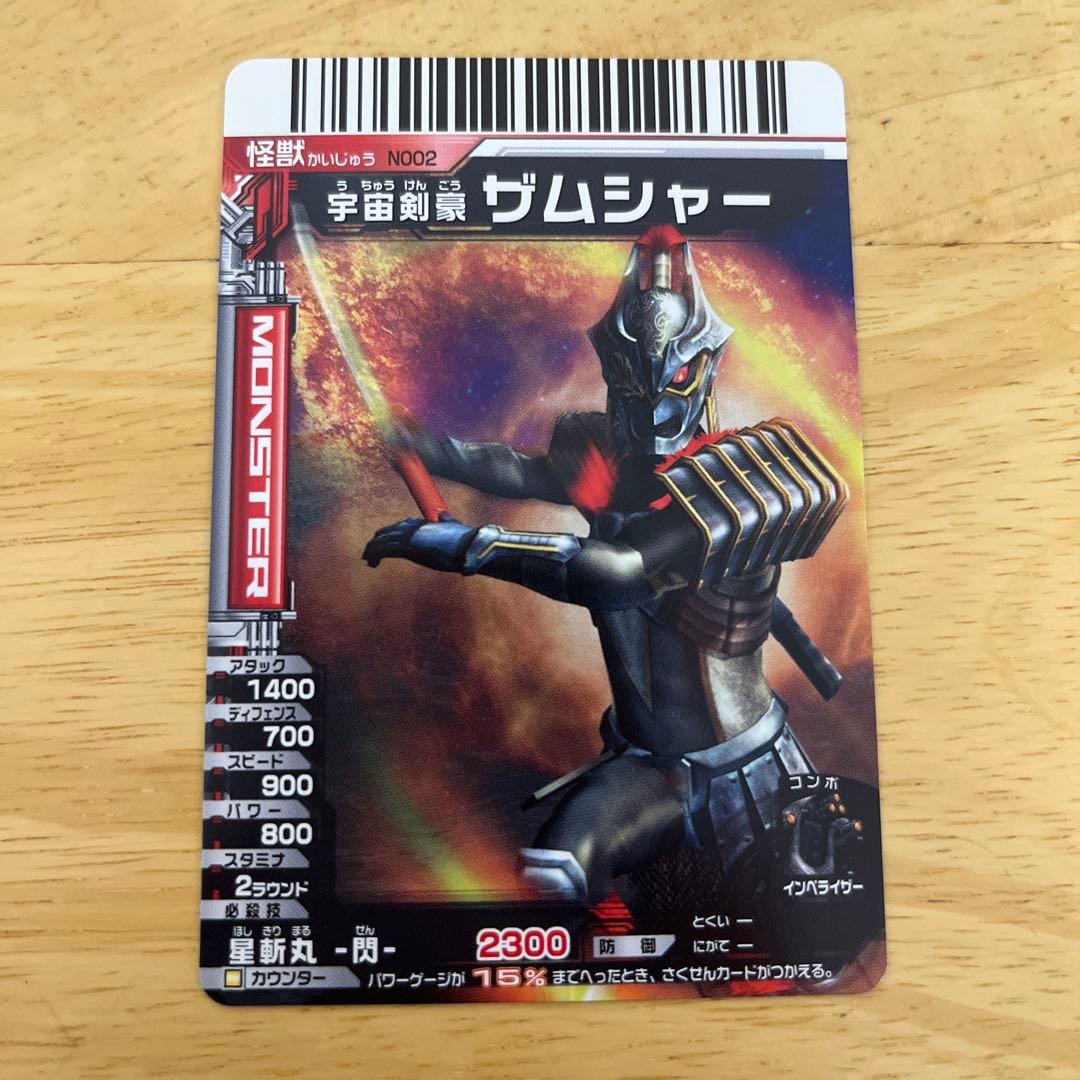 怪獣 かいじゅう N002
うちゅうけんごう
宇宙剣豪 ザムシャー
MONSTER
アタック
1400
ディフェンス
700
スピード
900
パワー
800
スタミナ
2ラウンド
コンボ
インペライザー
必殺技
ほしきりまる せん
星斬丸 -閃- 2300 防御
とくい ー
にがて ー
カウンター パワーゲージが15%までへったとき、さくせんカードがつかえる。